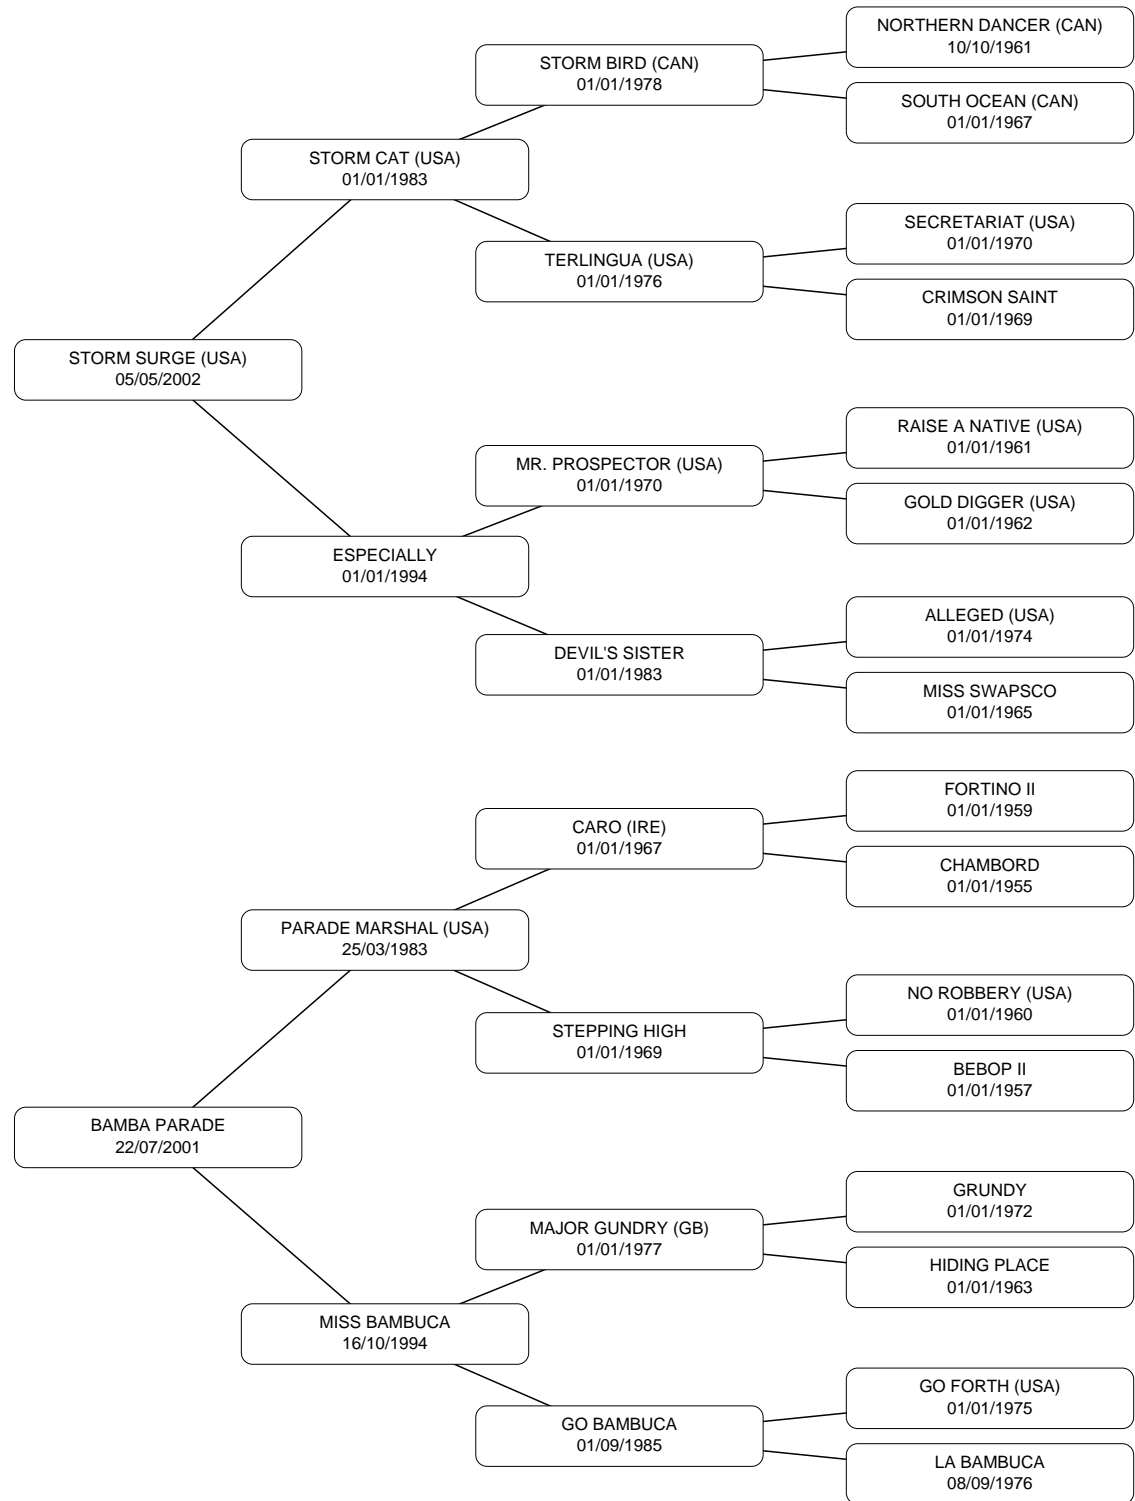 NORTHERN DANCER (CAN)
10/10/1961
STORM BIRD (CAN)
01/01/1978
SOUTH OCEAN (CAN)
01/01/1967
STORM CAT (USA)
01/01/1983
SECRETARIAT (USA)
01/01/1970
TERLINGUA (USA)
01/01/1976
CRIMSON SAINT
01/01/1969
STORM SURGE (USA)
05/05/2002
RAISE A NATIVE (USA)
01/01/1961
MR. PROSPECTOR (USA)
01/01/1970
GOLD DIGGER (USA)
01/01/1962
ESPECIALLY
01/01/1994
ALLEGED (USA)
01/01/1974
DEVIL'S SISTER
01/01/1983
MISS SWAPSCO
01/01/1965
FORTINO II
01/01/1959
CARO (IRE)
01/01/1967
CHAMBORD
01/01/1955
PARADE MARSHAL (USA)
25/03/1983
NO ROBBERY (USA)
01/01/1960
STEPPING HIGH
01/01/1969
BEBOP II
01/01/1957
BAMBA PARADE
22/07/2001
GRUNDY
01/01/1972
MAJOR GUNDRY (GB)
01/01/1977
HIDING PLACE
01/01/1963
MISS BAMBUCA
16/10/1994
GO FORTH (USA)
01/01/1975
GO BAMBUCA
01/09/1985
LA BAMBUCA
08/09/1976